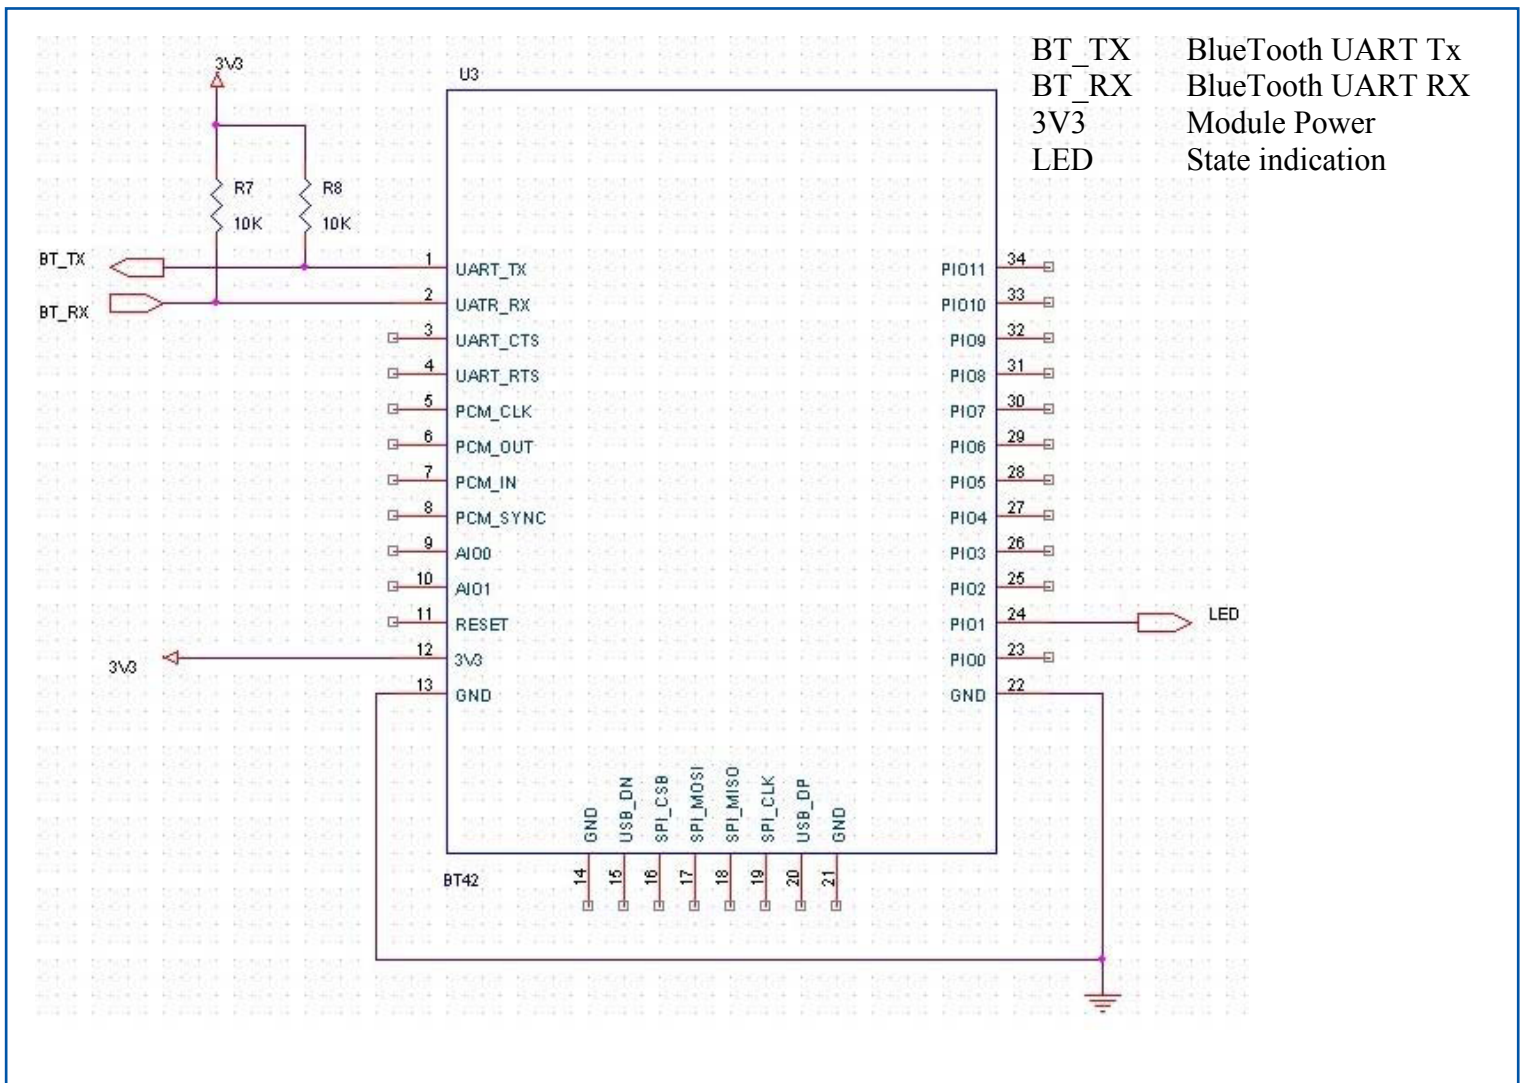 BT_TX BlueTooth UART Tx
BT_RX BlueTooth UART RX
3V3 Module Power
LED State indication
3V3
U3
R7
10K
R8
10K
BT_TX
BT_RX
1 UART_TX
2 UATR_RX
3 UART_CTS
4 UART_RTS
5 PCM_CLK
6 PCM_OUT
7 PCM_IN
8 PCM_SYNC
9 AIO0
10 AIO1
11 RESET
12 3V3
13 GND
3V3
PIO11 34
PIO10 33
PIO9 32
PIO8 31
PIO7 30
PIO6 29
PIO5 28
PIO4 27
PIO3 26
PIO2 25
PIO1 24
LED
PIO0 23
GND 22
GND 14
USB_DN 15
SPI_CSB 16
SPI_MOSI 17
SPI_MISO 18
SPI_CLK 19
USB_DP 20
GND 21
BT42